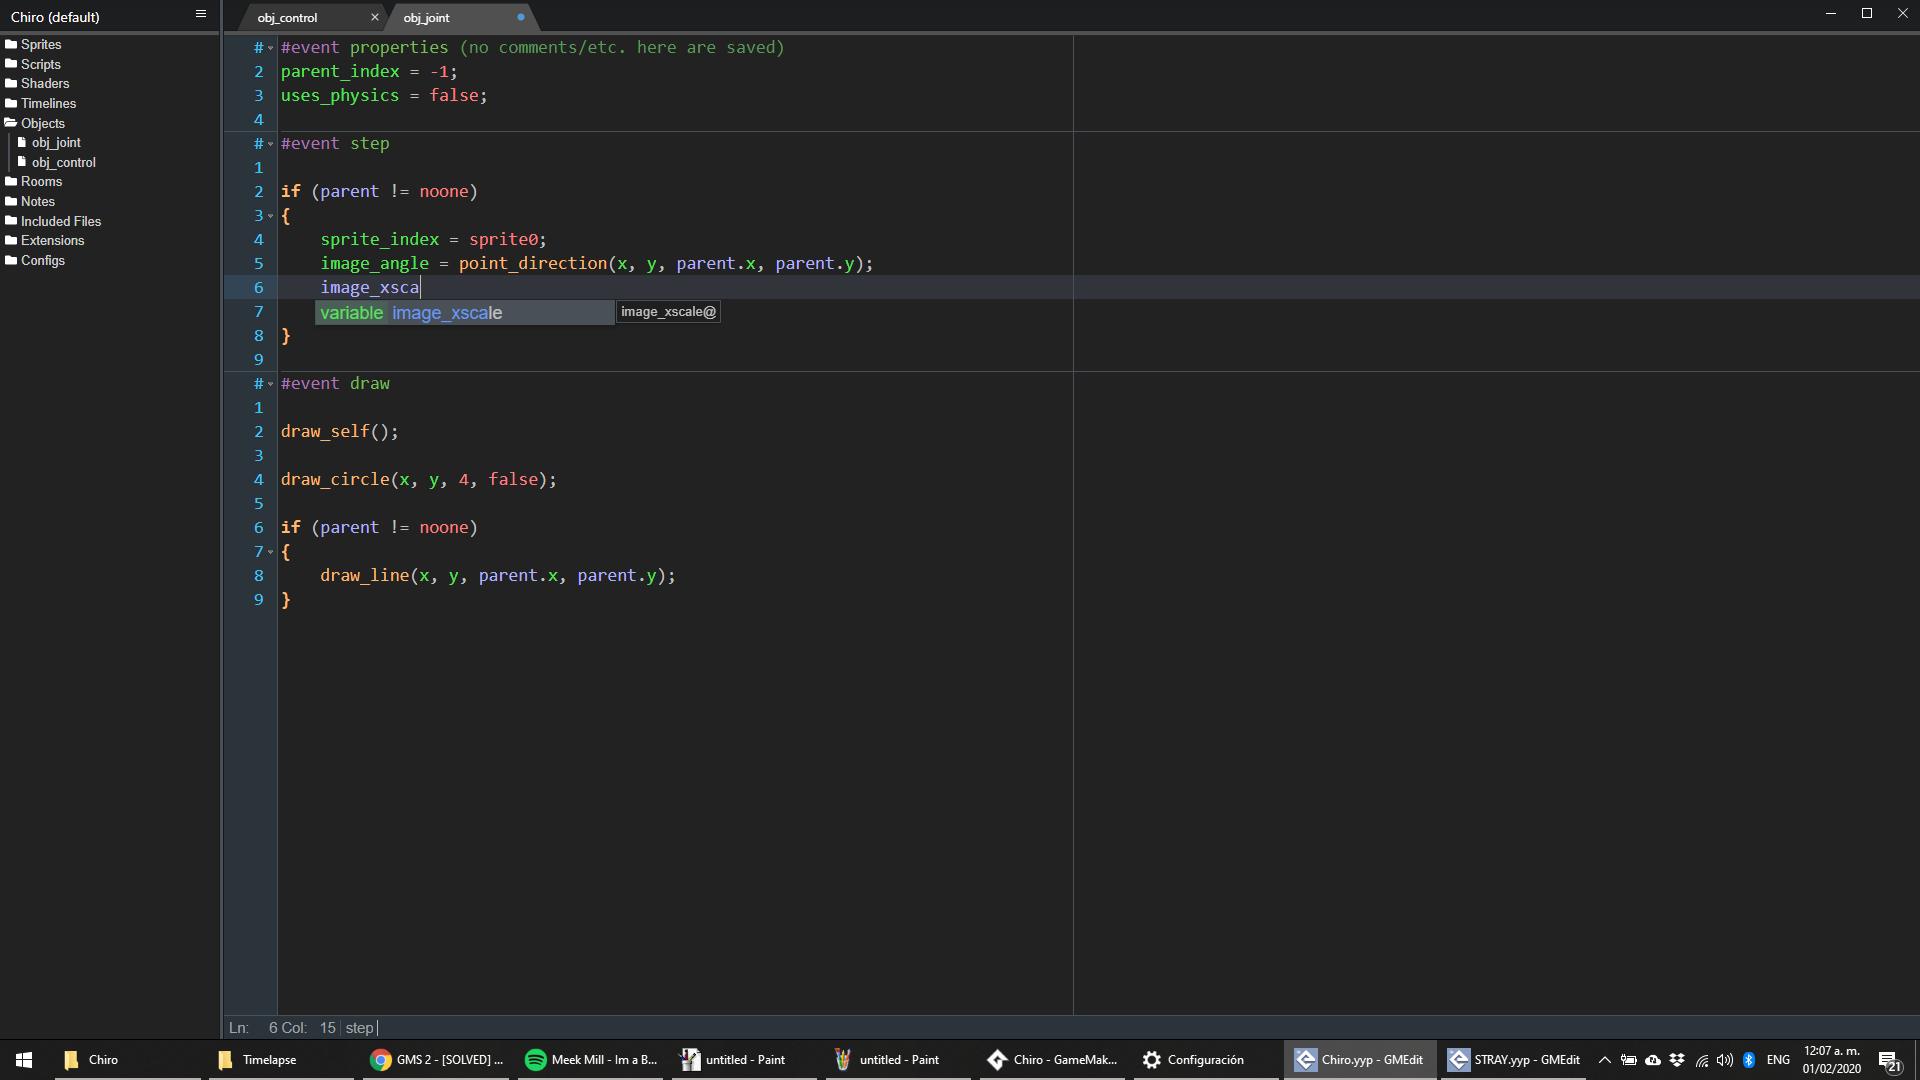 Chiro (default)
obj_control
obj_joint
Sprites
Scripts
Shaders
Timelines
Objects
obj_joint
obj_control
Rooms
Notes
Included Files
Extensions
Configs
# #event properties (no comments/etc. here are saved)
2 parent_index = -1;
3 uses_physics = false;
4
# #event step
1
2 if (parent != noone)
3 {
4 sprite_index = sprite0;
5 image_angle = point_direction(x, y, parent.x, parent.y);
6 image_xsca
7 variable image_xscale image_xscale@
8 }
9
# #event draw
1
2 draw_self();
3
4 draw_circle(x, y, 4, false);
5
6 if (parent != noone)
7 {
8 draw_line(x, y, parent.x, parent.y);
9 }
Ln: 6 Col: 15 step
Chiro
Timelapse
GMS 2 - [SOLVED] ...
Meek Mill - Im a B...
untitled - Paint
untitled - Paint
Chiro - GameMak...
Configuración
Chiro.yyp - GMEdit
STRAY.yyp - GMEdit
ENG
12:07 a. m.
01/02/2020
21